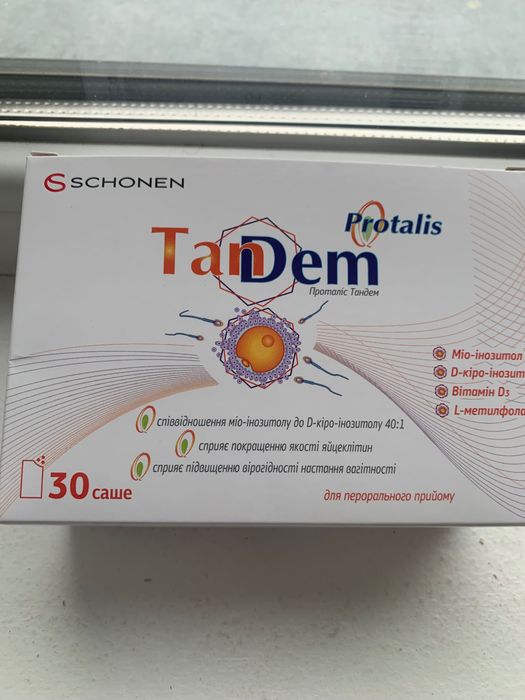 SCHONEN
Protalis
TanDem
Проталіс Тандем
Міо-інозитол
D-кіро-інозит
Вітамін D3
L-метилфола
співвідношення міо-інозитолу до D-кіро-інозитолу 40:1
сприяє покращенню якості яйцеклітин
сприяє підвищенню вірогідності настання вагітності
30 саше
для перорального прийому